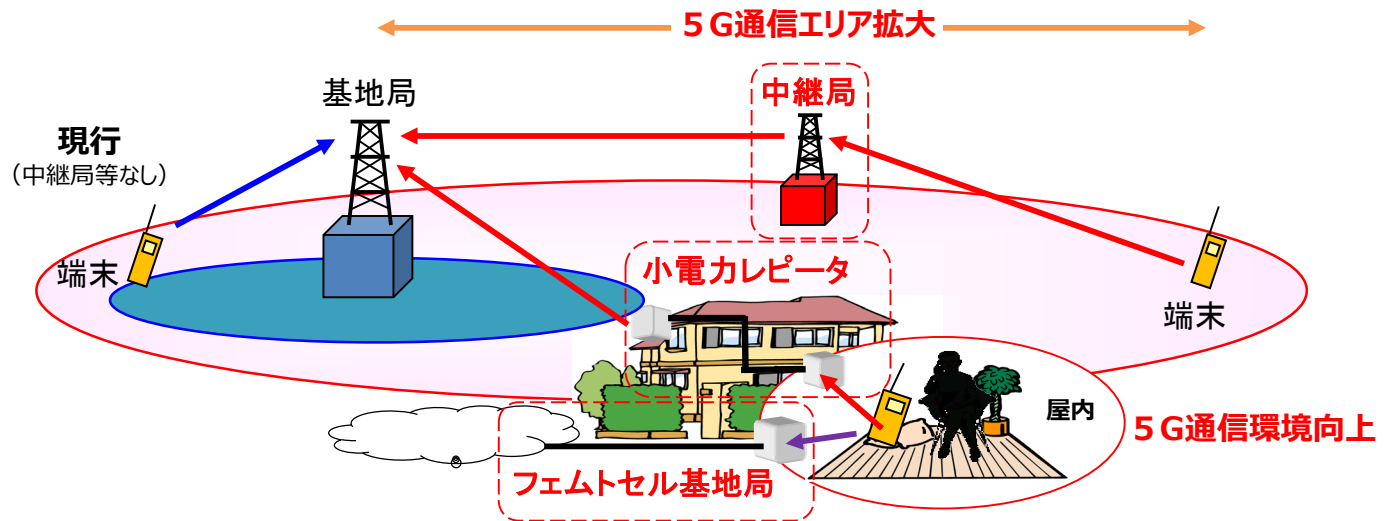 ５G通信エリア拡大
基地局
中継局
現行
（中継局等なし）
端末
小電力レピータ
端末
屋内
５G通信環境向上
フェムトセル基地局